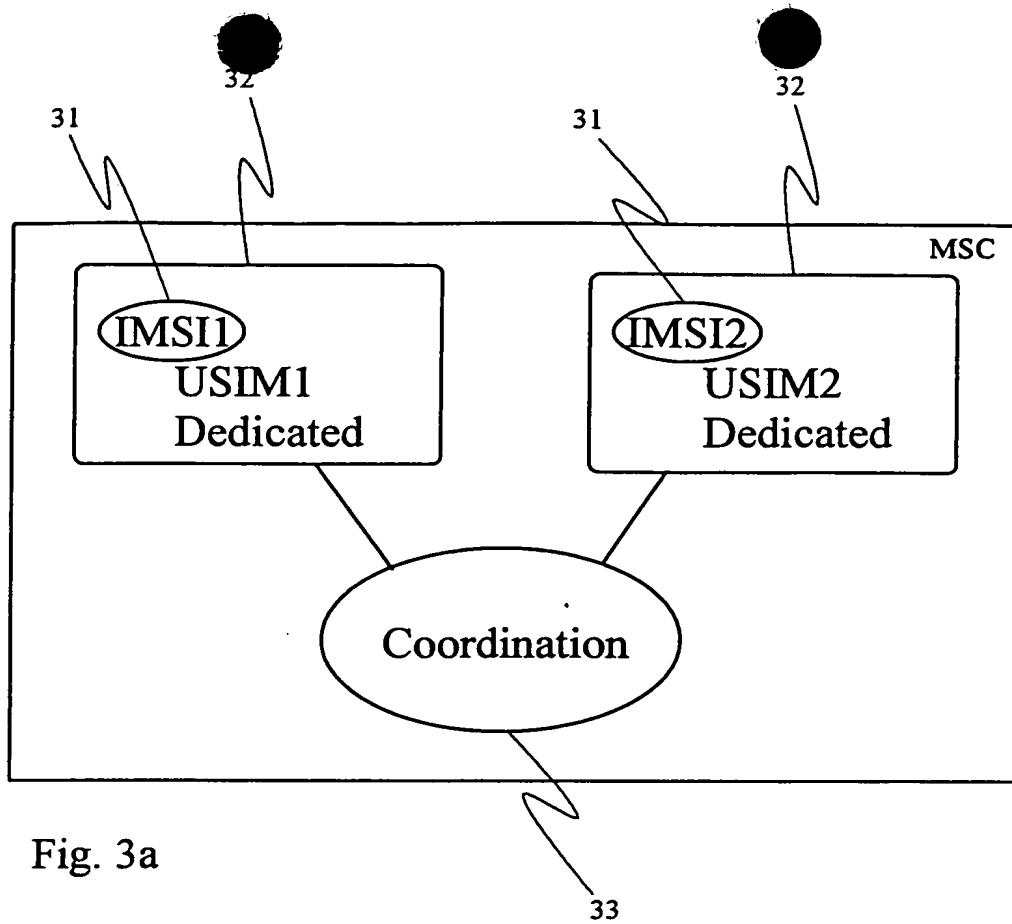 32
32
31
31
MSC
IMSI1
IMSI2
USIM1
USIM2
Dedicated
Dedicated
Coordination
Fig. 3a
33